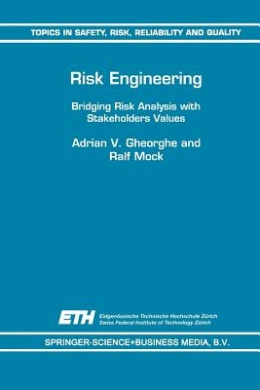 TOPICS IN SAFETY, RISK, RELIABILITY AND QUALITY
Risk Engineering
Bridging Risk Analysis with
Stakeholders Values
Adrian V. Gheorghe and
Ralf Mock
ETH
Eidgenössische Technische Hochschule Zürich
Swiss Federal Institute of Technology Zürich
SPRINGER-SCIENCE+BUSINESS MEDIA, B.V.